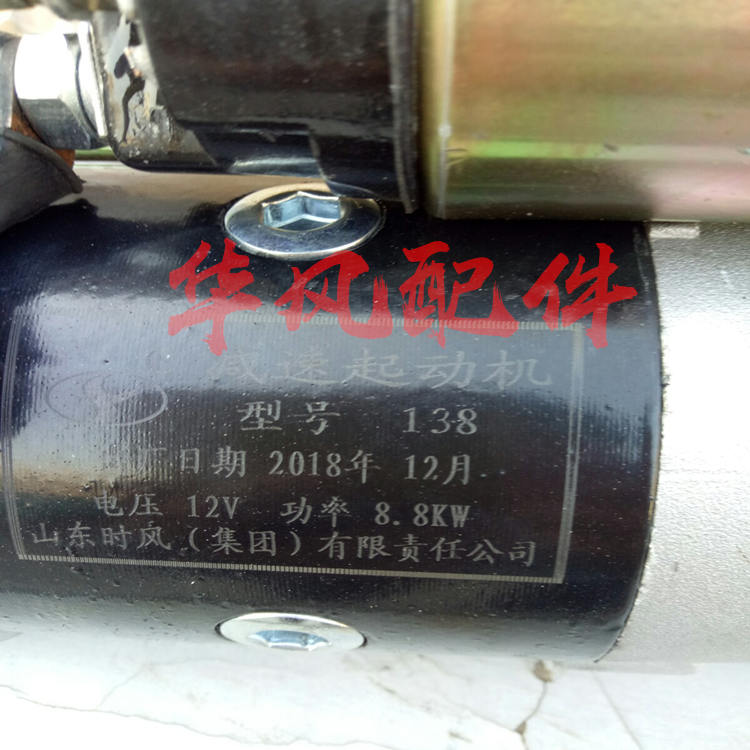 华风配件
减速起动机
型号 138
厂日期 2018年 12月
电压 12V 功率 8.8KW
山东时风（集团）有限责任公司